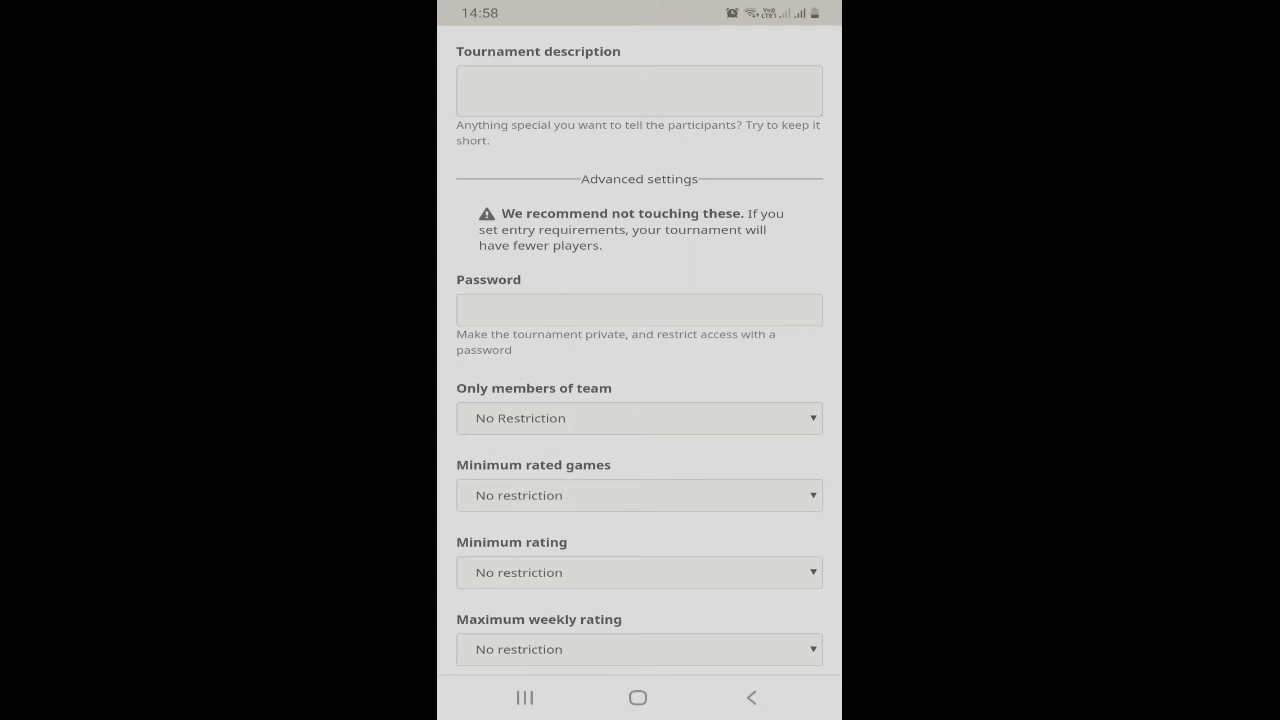 14:58
Tournament description
Anything special you want to tell the participants? Try to keep it
short.
Advanced settings
We recommend not touching these. If you
set entry requirements, your tournament will
have fewer players.
Password
Make the tournament private, and restrict access with a
password
Only members of team
No Restriction
Minimum rated games
No restriction
Minimum rating
No restriction
Maximum weekly rating
No restriction